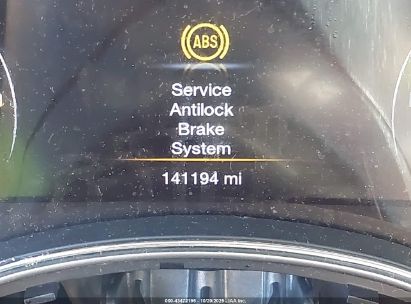 ABS
Service
Antilock
Brake
System
141194 mi